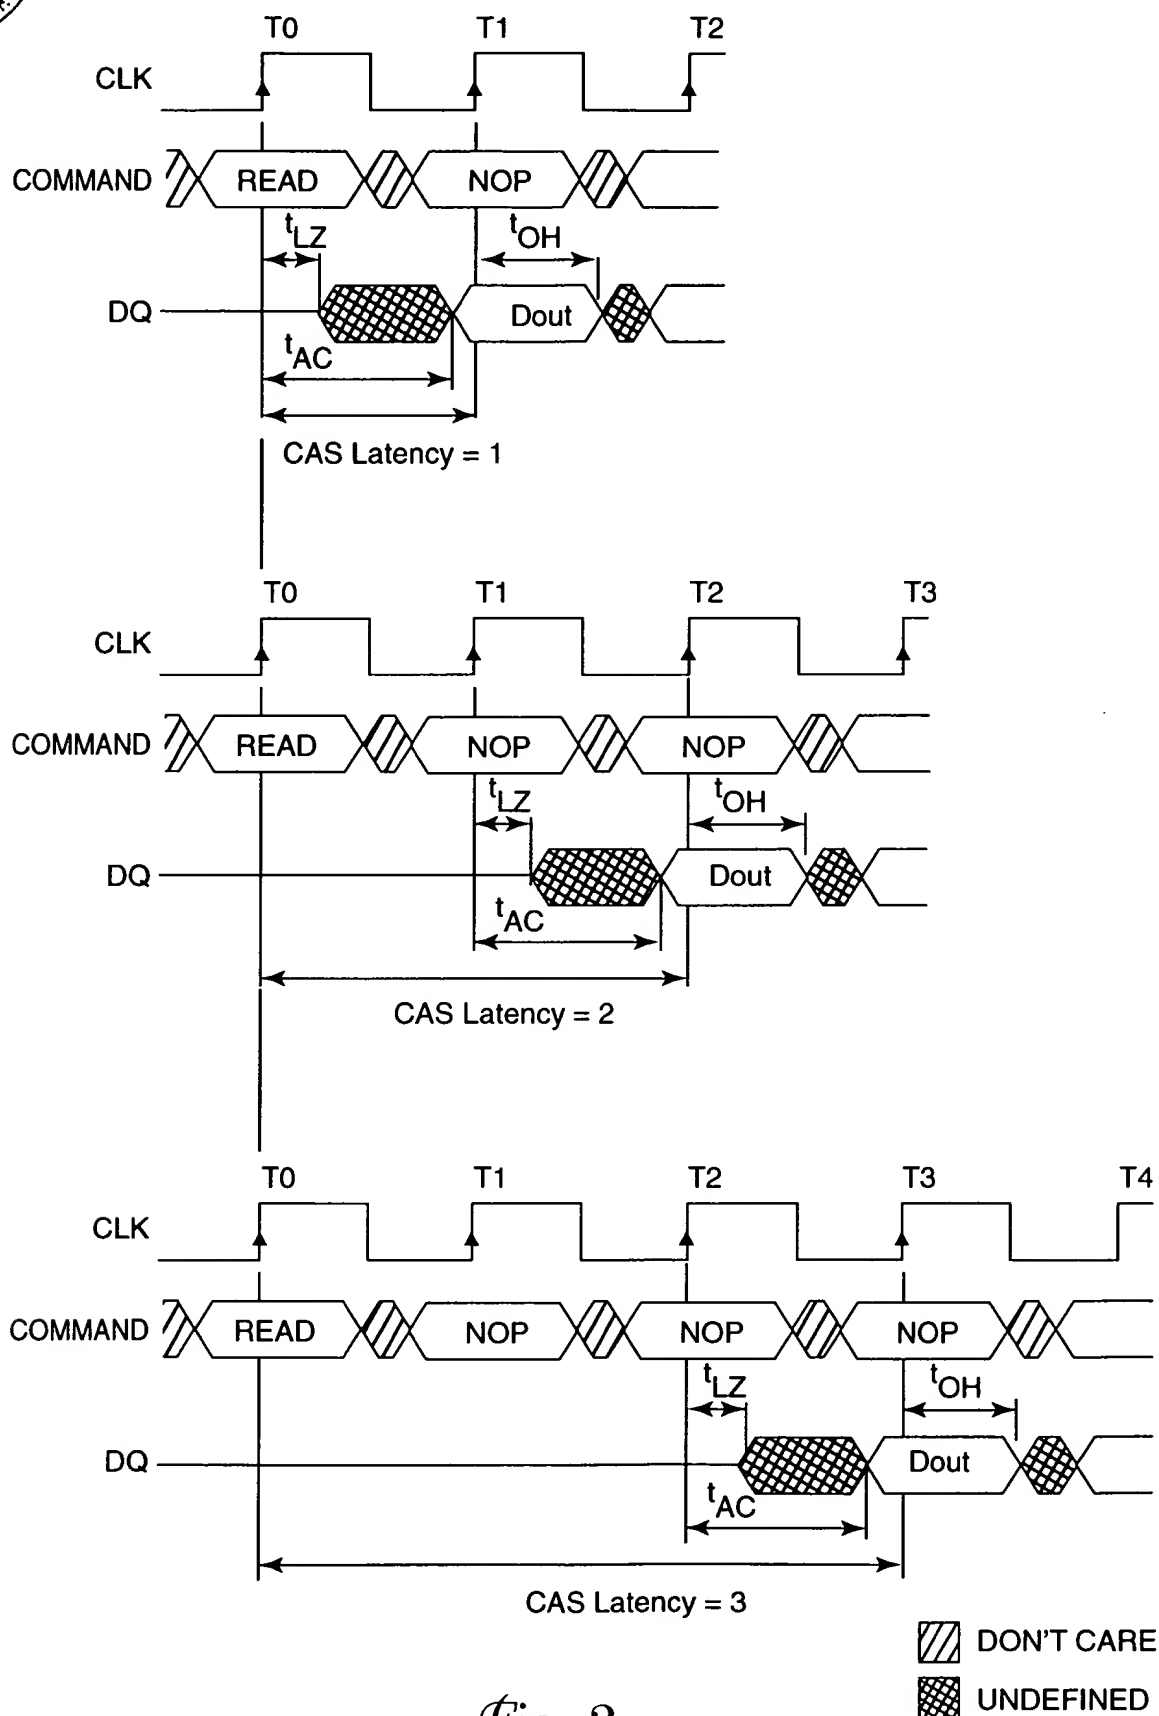 T0 T1 T2
CLK
COMMAND READ NOP
tLZ tOH
DQ Dout
tAC
CAS Latency = 1
T0 T1 T2 T3
CLK
COMMAND READ NOP NOP
tLZ tOH
DQ Dout
tAC
CAS Latency = 2
T0 T1 T2 T3 T4
CLK
COMMAND READ NOP NOP NOP
tLZ tOH
DQ Dout
tAC
CAS Latency = 3
DON'T CARE
UNDEFINED